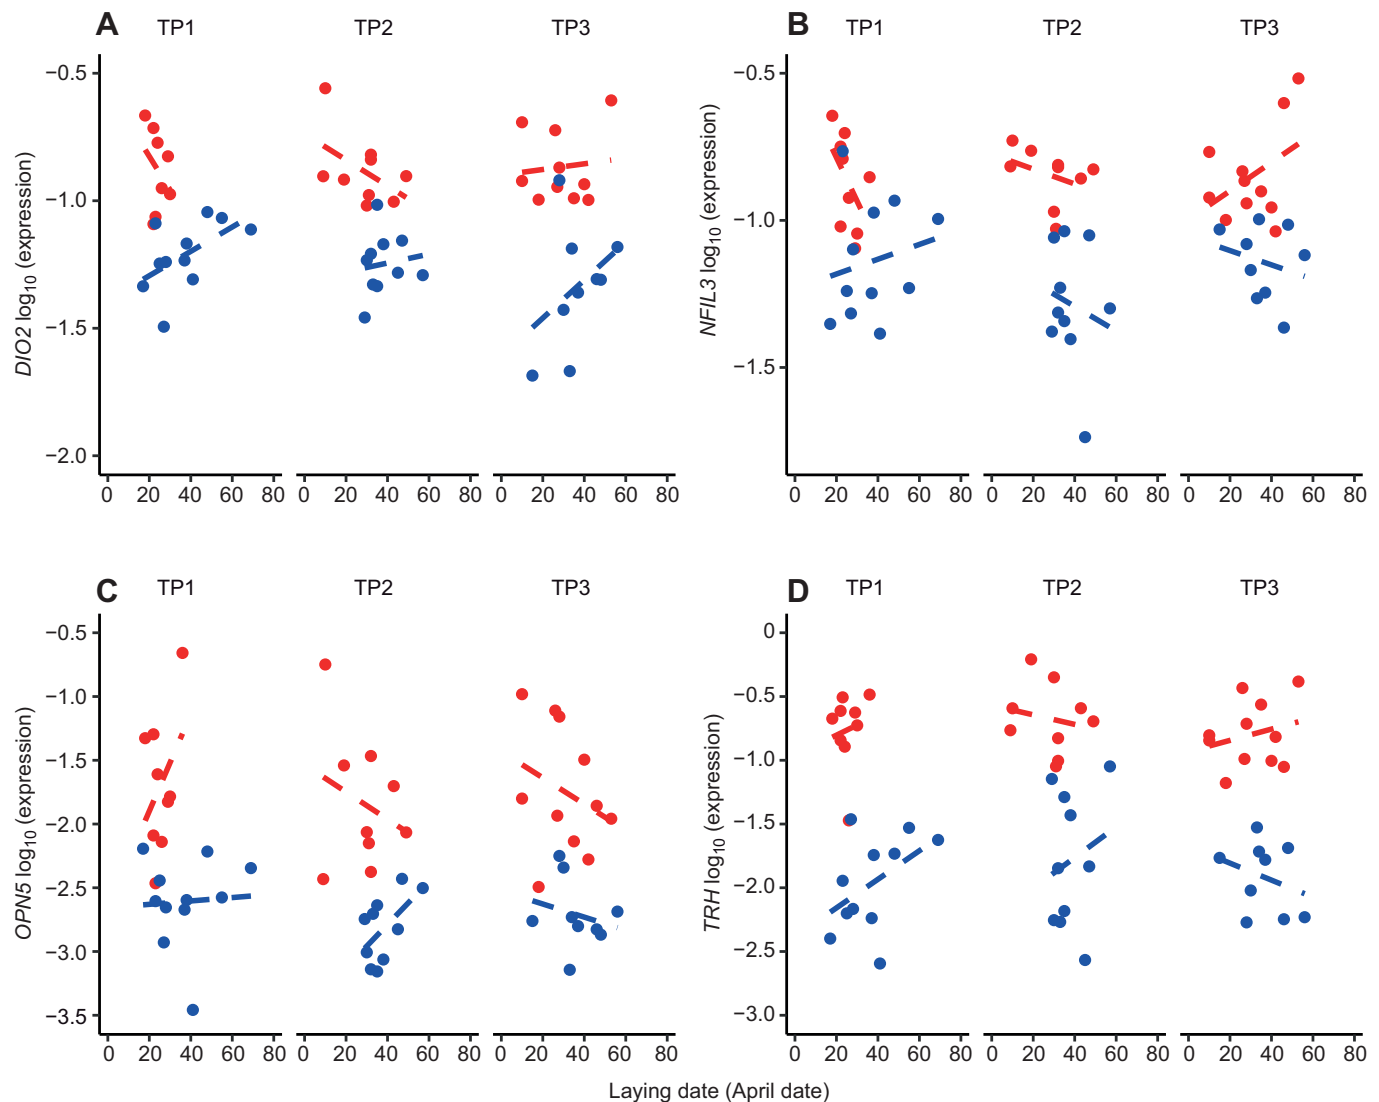 A TP1 TP2 TP3
−0.5
−1.0
−1.5
−2.0
DIO2 log10 (expression)
0 20 40 60 80 0 20 40 60 80 0 20 40 60 80
B TP1 TP2 TP3
−0.5
−1.0
−1.5
NFIL3 log10 (expression)
0 20 40 60 80 0 20 40 60 80 0 20 40 60 80
C TP1 TP2 TP3
−0.5
−1.0
−1.5
−2.0
−2.5
−3.0
−3.5
OPN5 log10 (expression)
0 20 40 60 80 0 20 40 60 80 0 20 40 60 80
D TP1 TP2 TP3
0
−0.5
−1.0
−1.5
−2.0
−2.5
−3.0
TRH log10 (expression)
0 20 40 60 80 0 20 40 60 80 0 20 40 60 80
Laying date (April date)